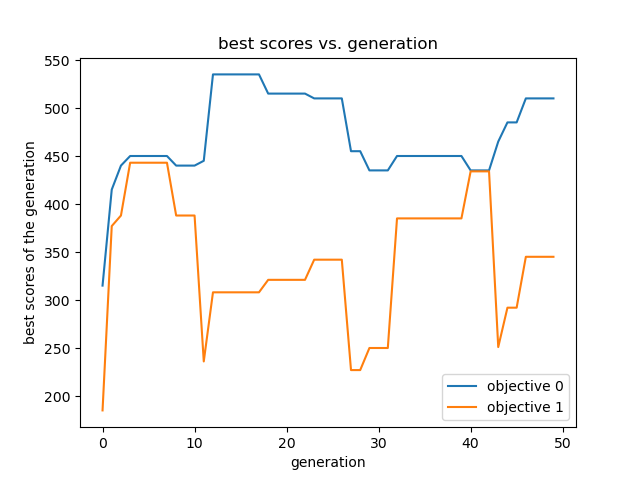 best scores vs. generation
best scores of the generation
550
500
450
400
350
300
250
200
0 10 20 30 40 50
generation
objective 0
objective 1